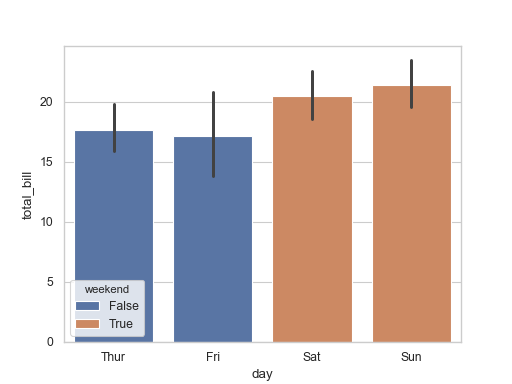 20
15
10
5
0
total_bill
weekend
False
True
Thur
Fri
Sat
Sun
day